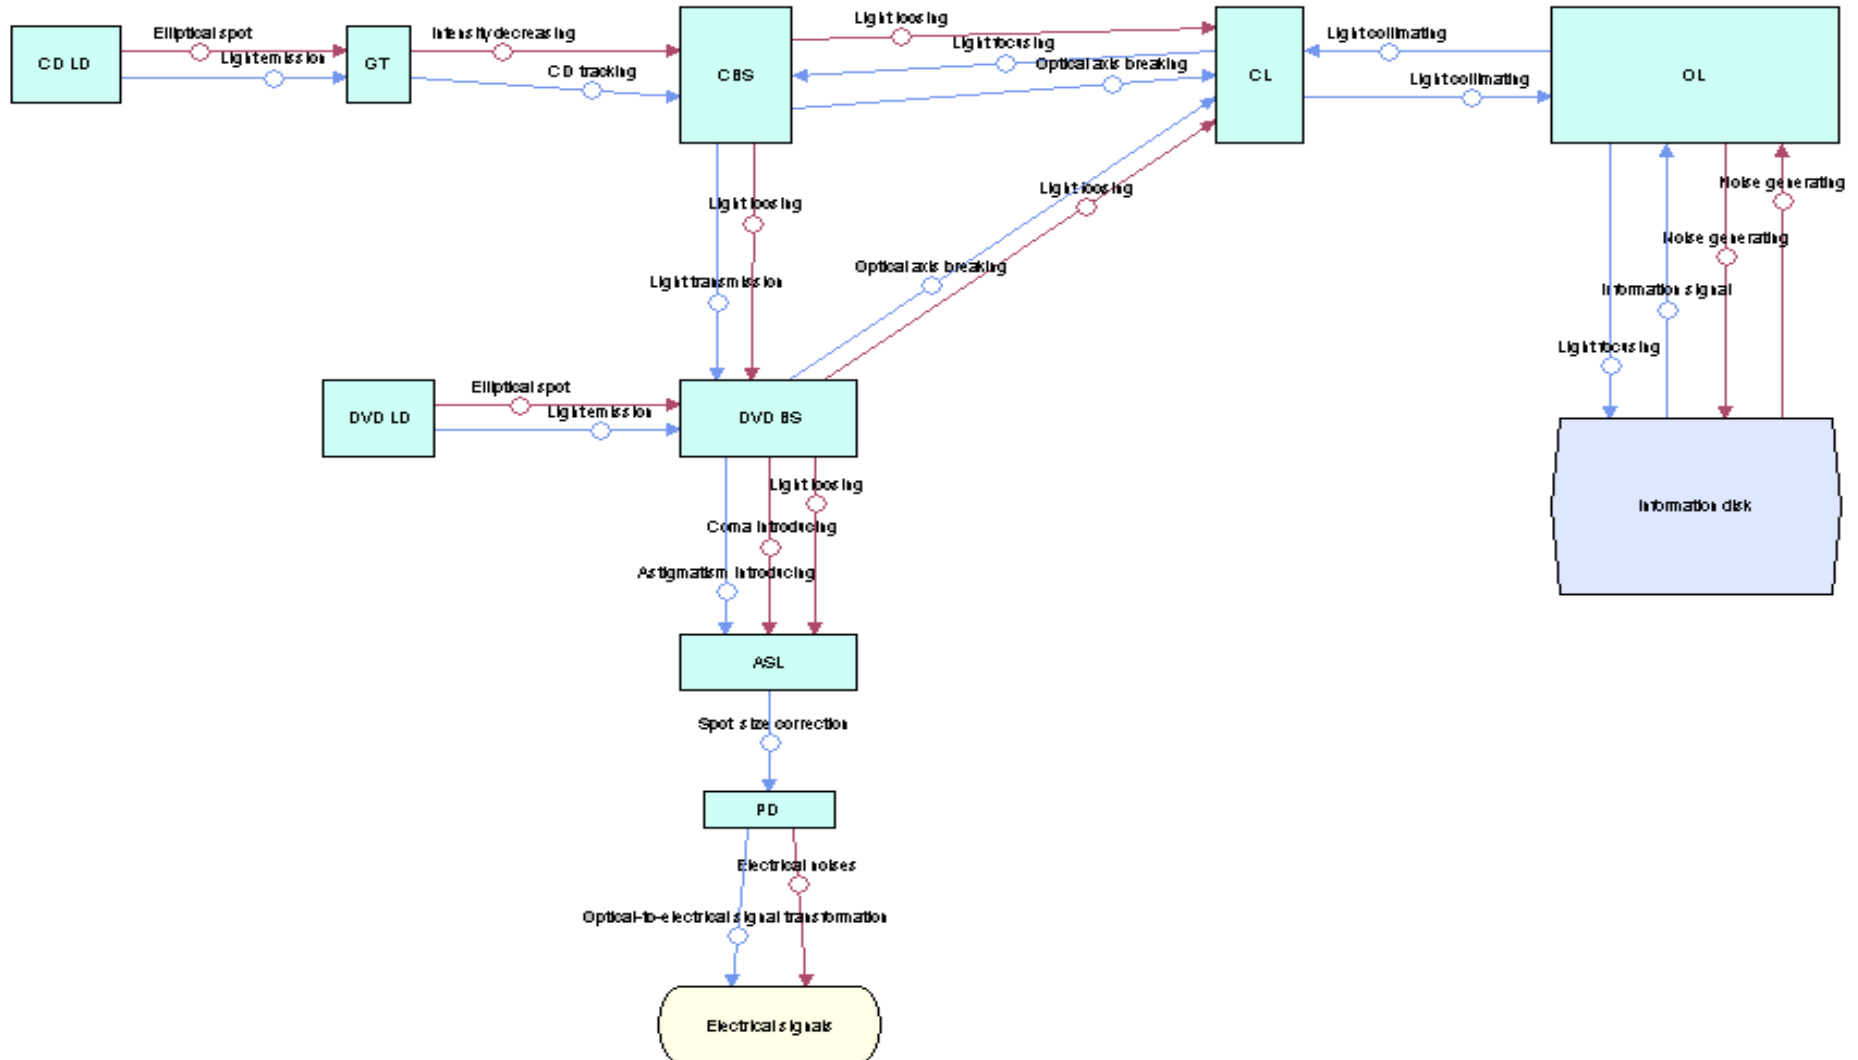 Light loosing
Elliptical spot
Intensity decreasing
Light collimating
Light focusing
Light emission
CD LD
GT
CD tracking
CBS
Optical axis breaking
CL
Light collimating
OL
Light loosing
Light loosing
Noise generating
Noise generating
Optical axis breaking
Light transmission
Information signal
Light focusing
Elliptical spot
Light emission
DVD LD
DVD BS
Light loosing
Information disk
Coma introducing
Astigmatism introducing
ASL
Spot size correction
PD
Electrical noises
Optical-to-electrical signal transformation
Electrical signals